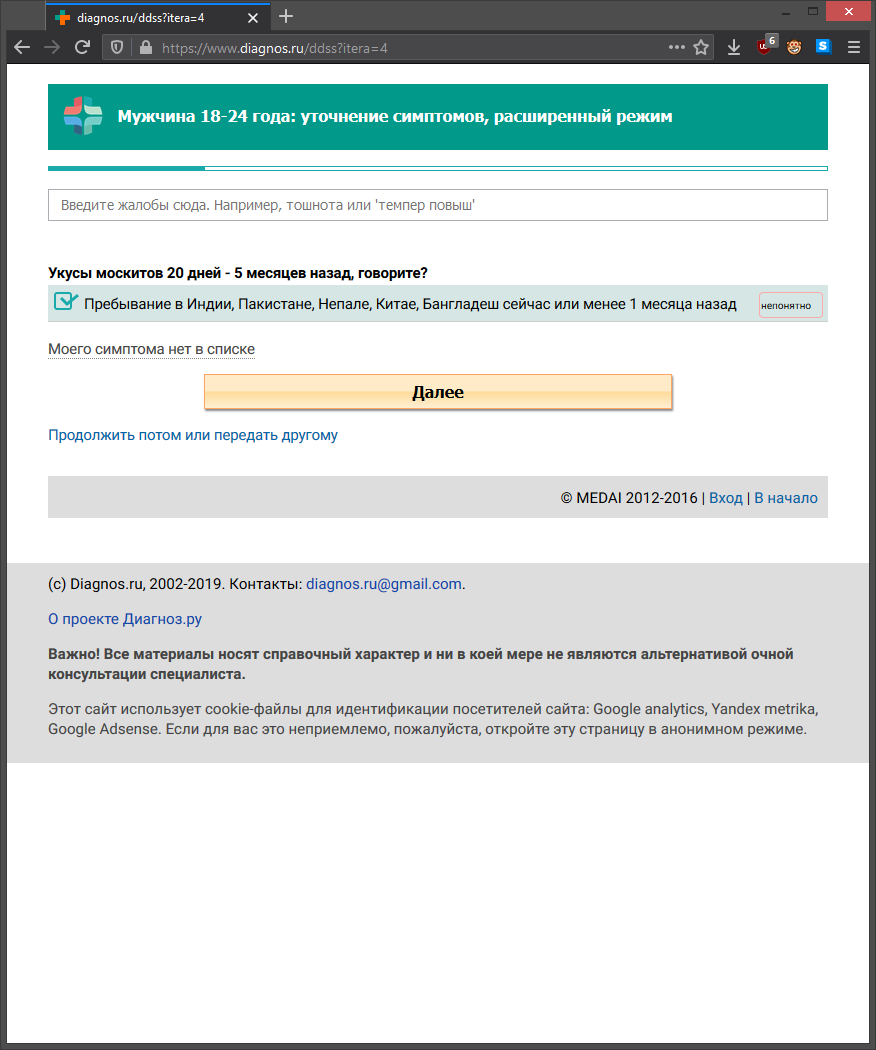 diagnos.ru/ddss?itera=4
https://www.diagnos.ru/ddss?itera=4
6
S
Мужчина 18-24 года: уточнение симптомов, расширенный режим
Введите жалобы сюда. Например, тошнота или 'темпер повыш'
Укусы москитов 20 дней - 5 месяцев назад, говорите?
Пребывание в Индии, Пакистане, Непале, Китае, Бангладеш сейчас или менее 1 месяца назад
непонятно
Моего симптома нет в списке
Далее
Продолжить потом или передать другому
© MEDAI 2012-2016 | Вход | В начало
(c) Diagnos.ru, 2002-2019. Контакты: diagnos.ru@gmail.com.
О проекте Диагноз.ру
Важно! Все материалы носят справочный характер и ни в коей мере не являются альтернативой очной
консультации специалиста.
Этот сайт использует cookie-файлы для идентификации посетителей сайта: Google analytics, Yandex metrika,
Google Adsense. Если для вас это неприемлемо, пожалуйста, откройте эту страницу в анонимном режиме.